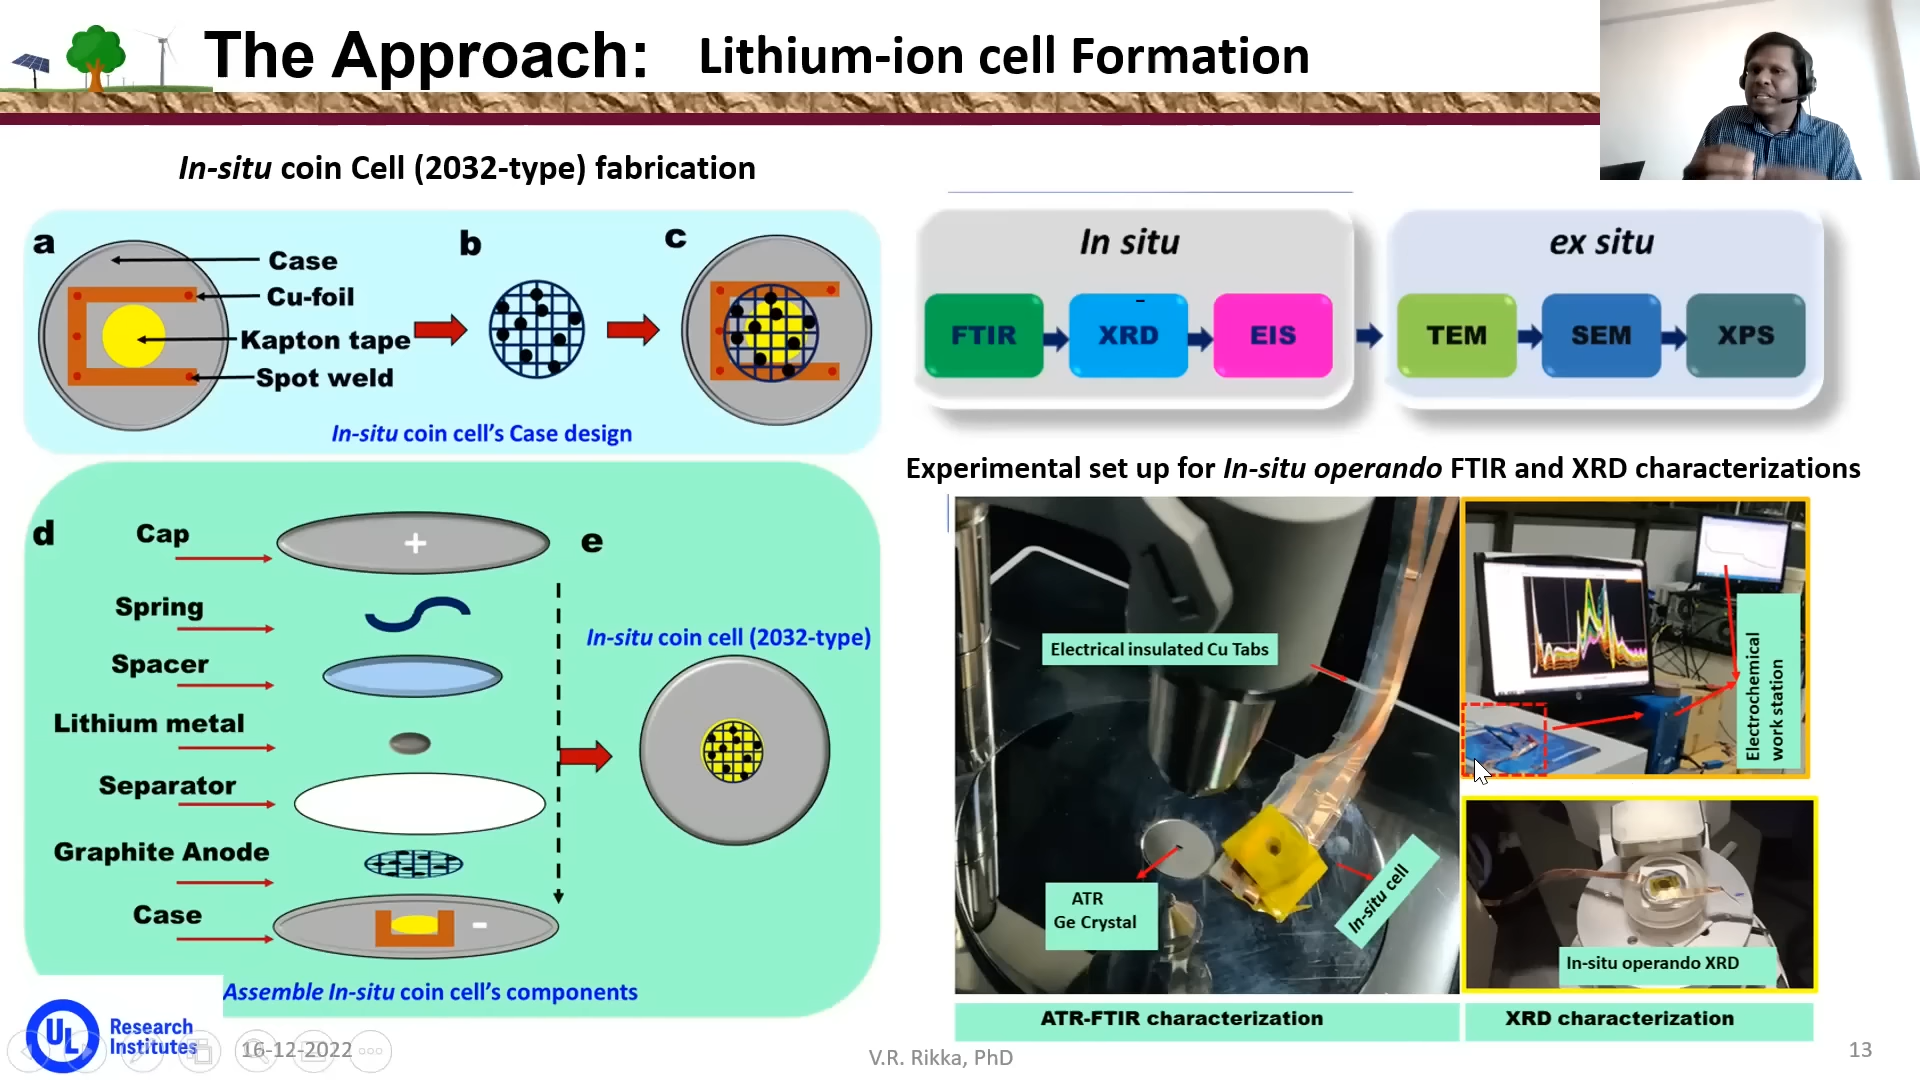 The Approach: Lithium-ion cell Formation
In-situ coin Cell (2032-type) fabrication
a
Case
Cu-foil
Kapton tape
Spot weld
b
c
In-situ coin cell's Case design
d
Cap
+
Spring
Spacer
Lithium metal
Separator
Graphite Anode
Case
-
e
In-situ coin cell (2032-type)
Assemble In-situ coin cell's components
In situ
FTIR
XRD
EIS
ex situ
TEM
SEM
XPS
Experimental set up for In-situ operando FTIR and XRD characterizations
Electrical insulated Cu Tabs
ATR
Ge Crystal
In-situ cell
Electrochemical
work station
In-situ operando XRD
ATR-FTIR characterization
XRD characterization
UL
Research
Institutes
16-12-2022
V.R. Rikka, PhD
13